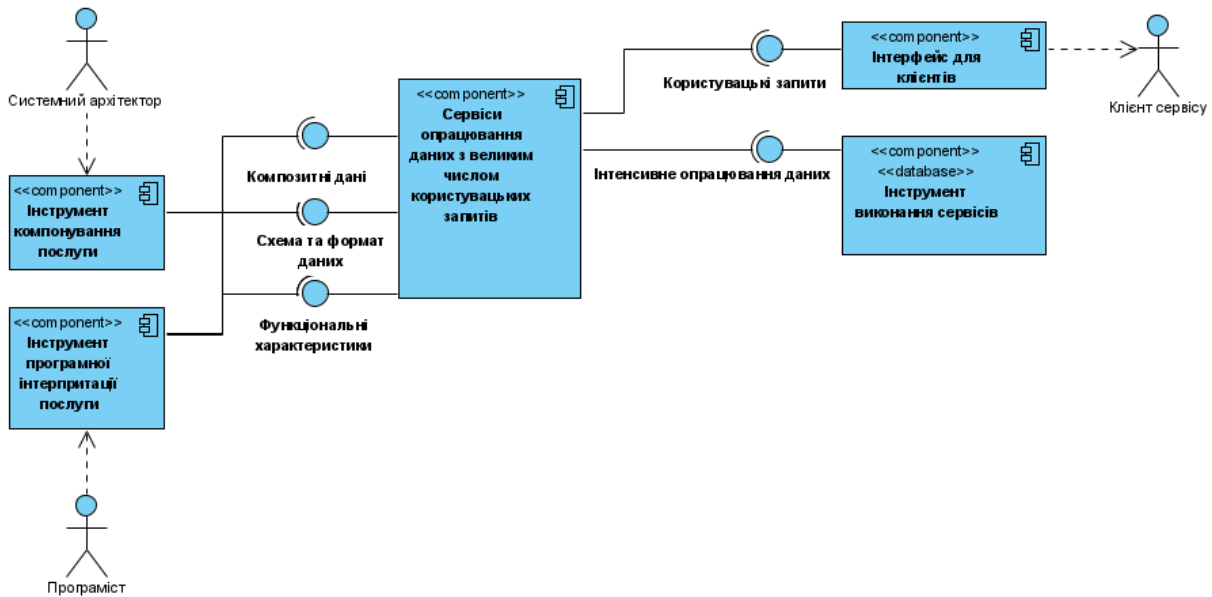 Системний архітектор
<<component>>
Інструмент
компонування
послуги
<<component>>
Інструмент
програмної
інтерпритації
послуги
Програміст
Композитні дані
Схема та формат
даних
Функціональні
характеристики
<<component>>
Сервіси
опрацювання
даних з великим
числом
користувацьких
запитів
Користувацькі запити
Інтенсивне опрацювання даних
<<component>>
Інтерфейс для
клієнтів
<<component>>
<<database>>
Інструмент
виконання сервісів
Клієнт сервісу